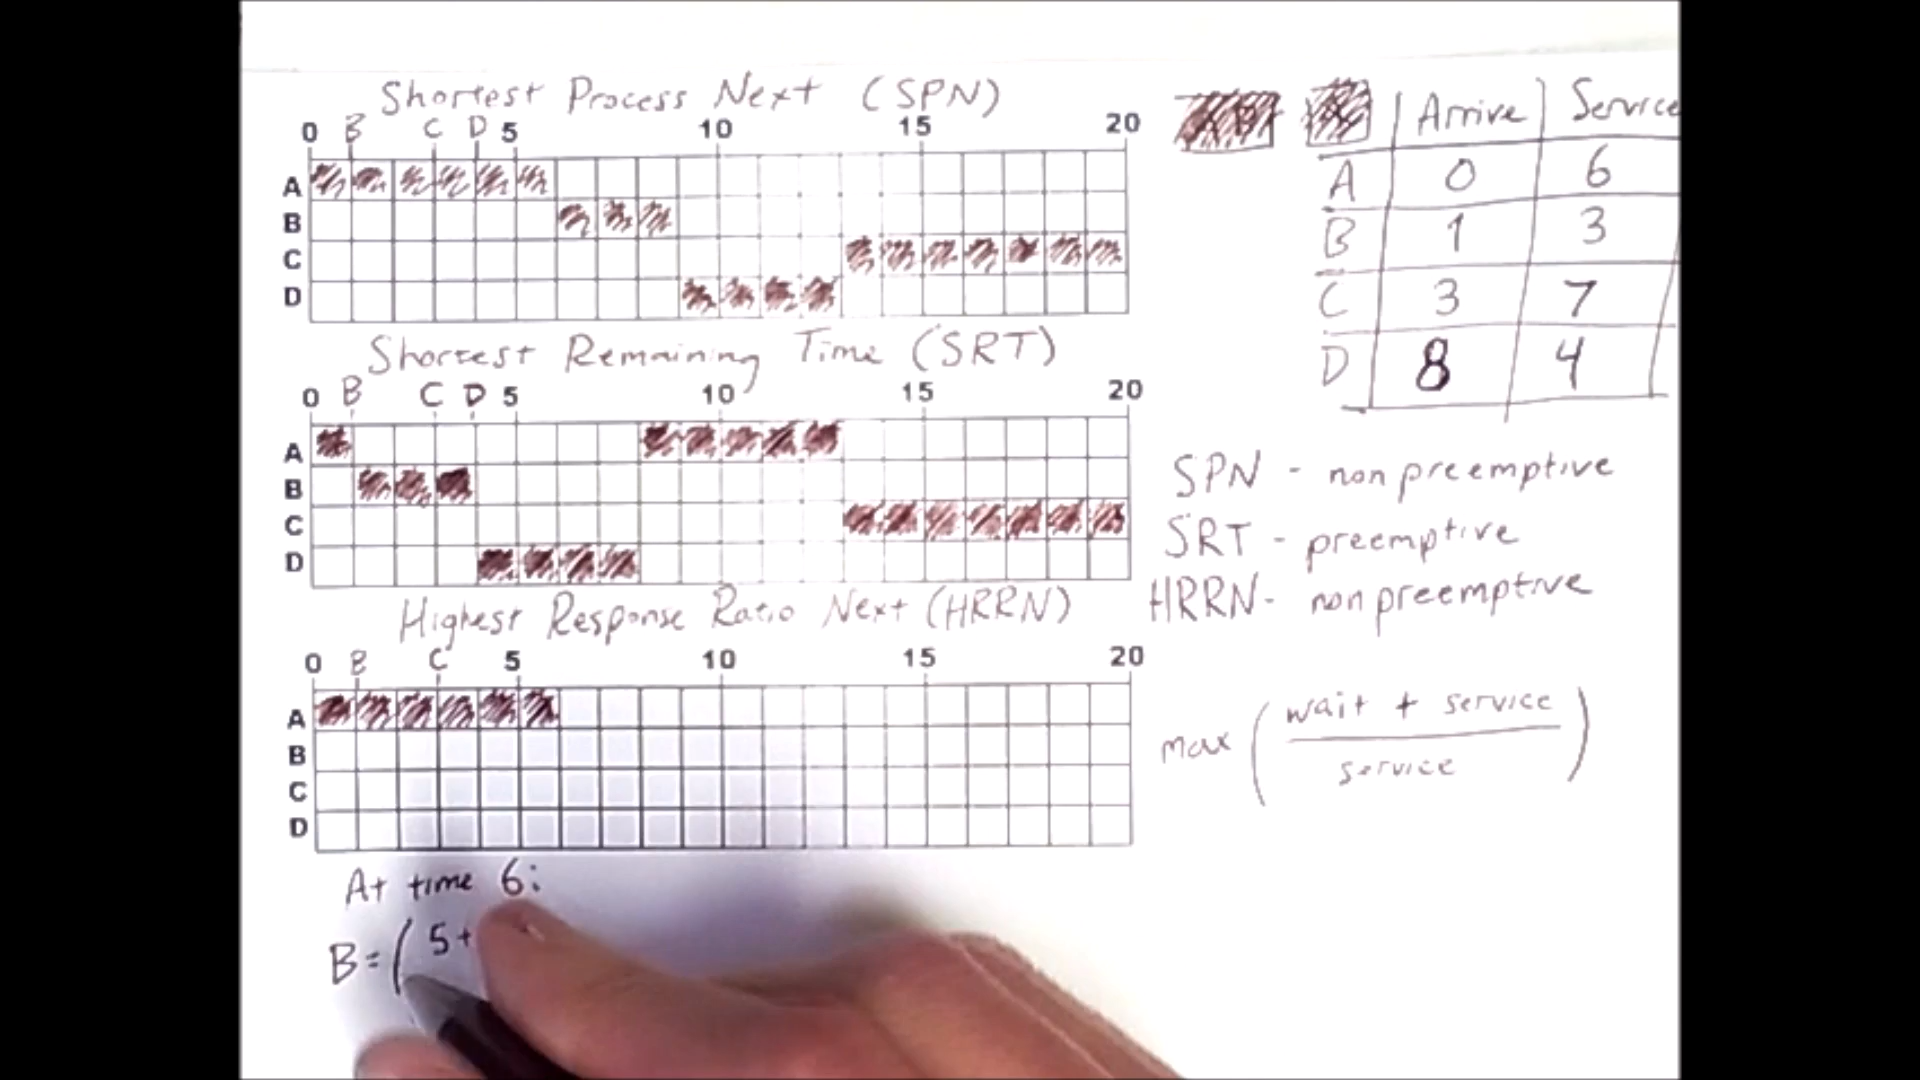 Shortest Process Next (SPN)
0 B C D 5 10 15 20
A
B
C
D
Shortest Remaining Time (SRT)
0 B C D 5 10 15 20
A
B
C
D
Highest Response Ratio Next (HRRN)
0 B C 5 10 15 20
A
B
C
D
At time 6:
B = ( 5 +
Arrive Service
A 0 6
B 1 3
C 3 7
D 8 4
SPN - nonpreemptive
SRT - preemptive
HRRN - nonpreemptive
max ( wait + service
service )